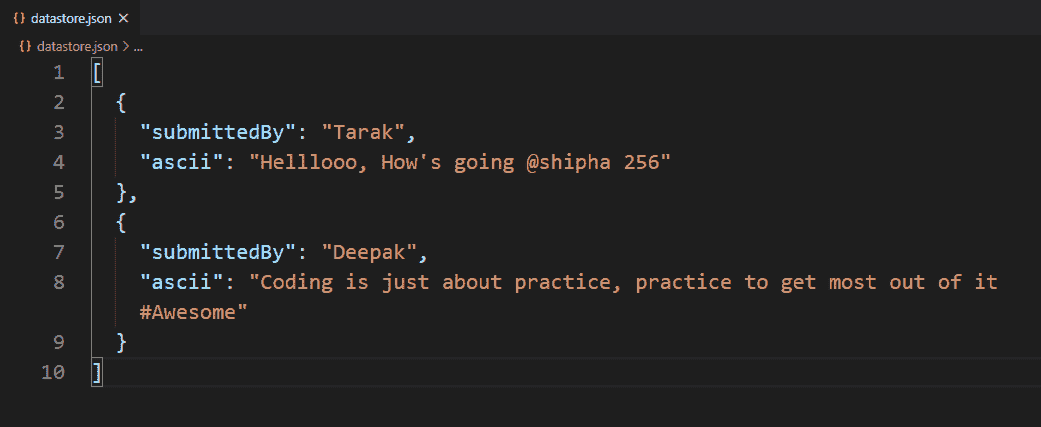 {} datastore.json ×
{} datastore.json > ...
1 [
2 {
3 "submittedBy": "Tarak",
4 "ascii": "Helllooo, How's going @shipha 256"
5 },
6 {
7 "submittedBy": "Deepak",
8 "ascii": "Coding is just about practice, practice to get most out of it
#Awesome"
9 }
10 ]